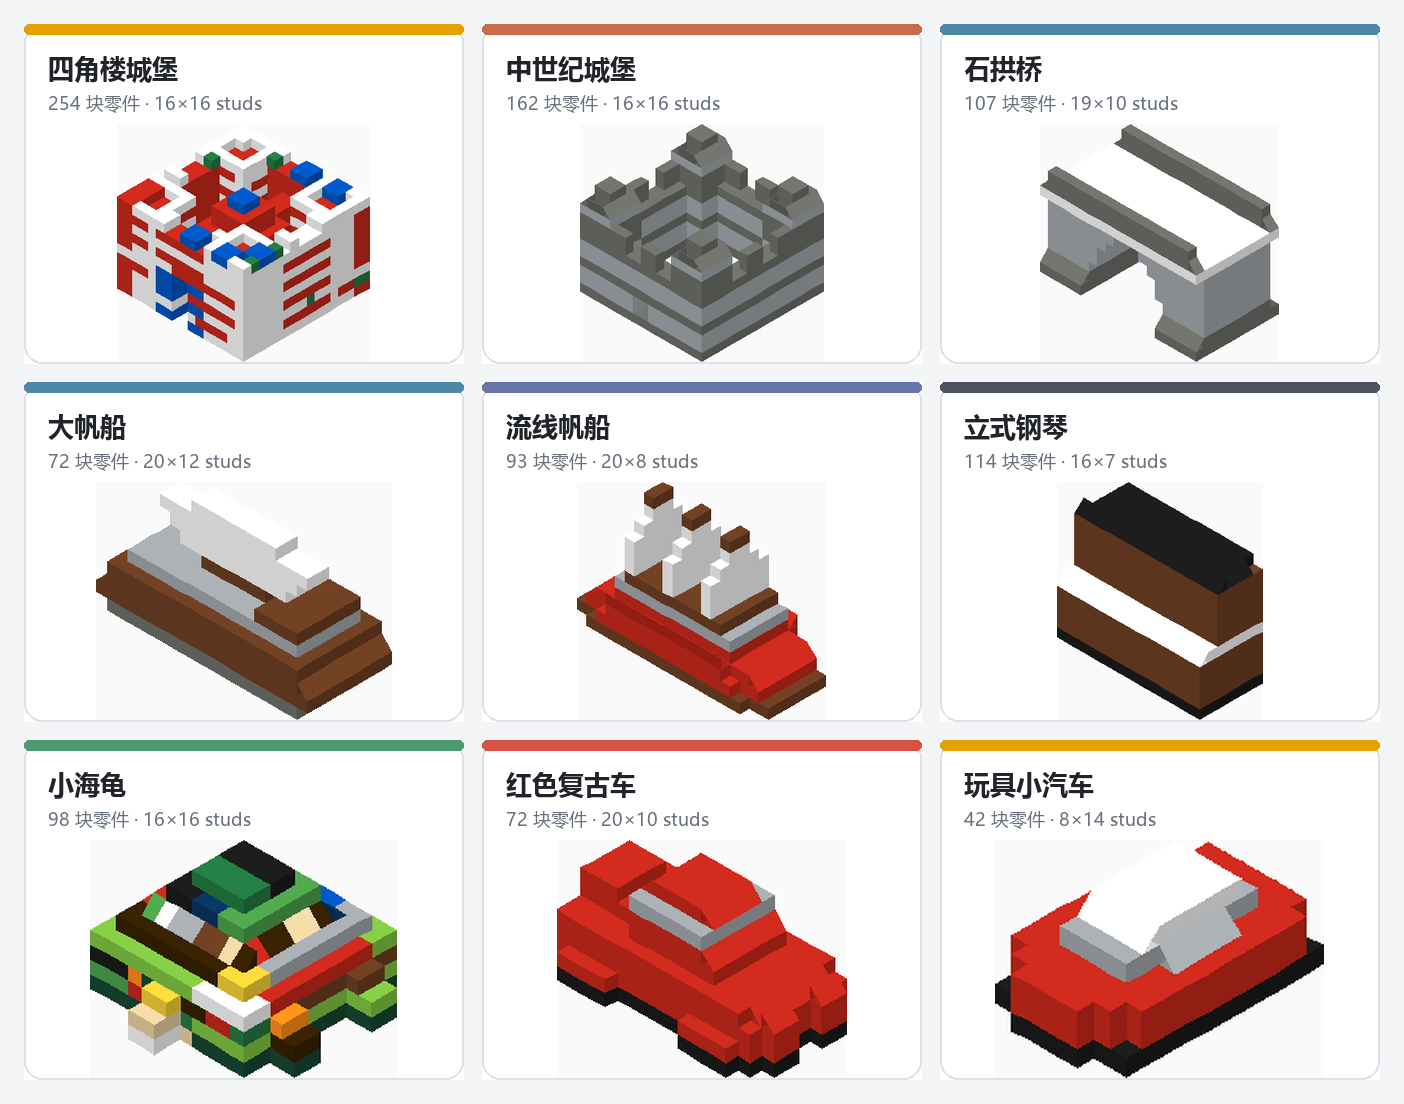 四角楼城堡
254 块零件 · 16×16 studs
中世纪城堡
162 块零件 · 16×16 studs
石拱桥
107 块零件 · 19×10 studs
大帆船
72 块零件 · 20×12 studs
流线帆船
93 块零件 · 20×8 studs
立式钢琴
114 块零件 · 16×7 studs
小海龟
98 块零件 · 16×16 studs
红色复古车
72 块零件 · 20×10 studs
玩具小汽车
42 块零件 · 8×14 studs